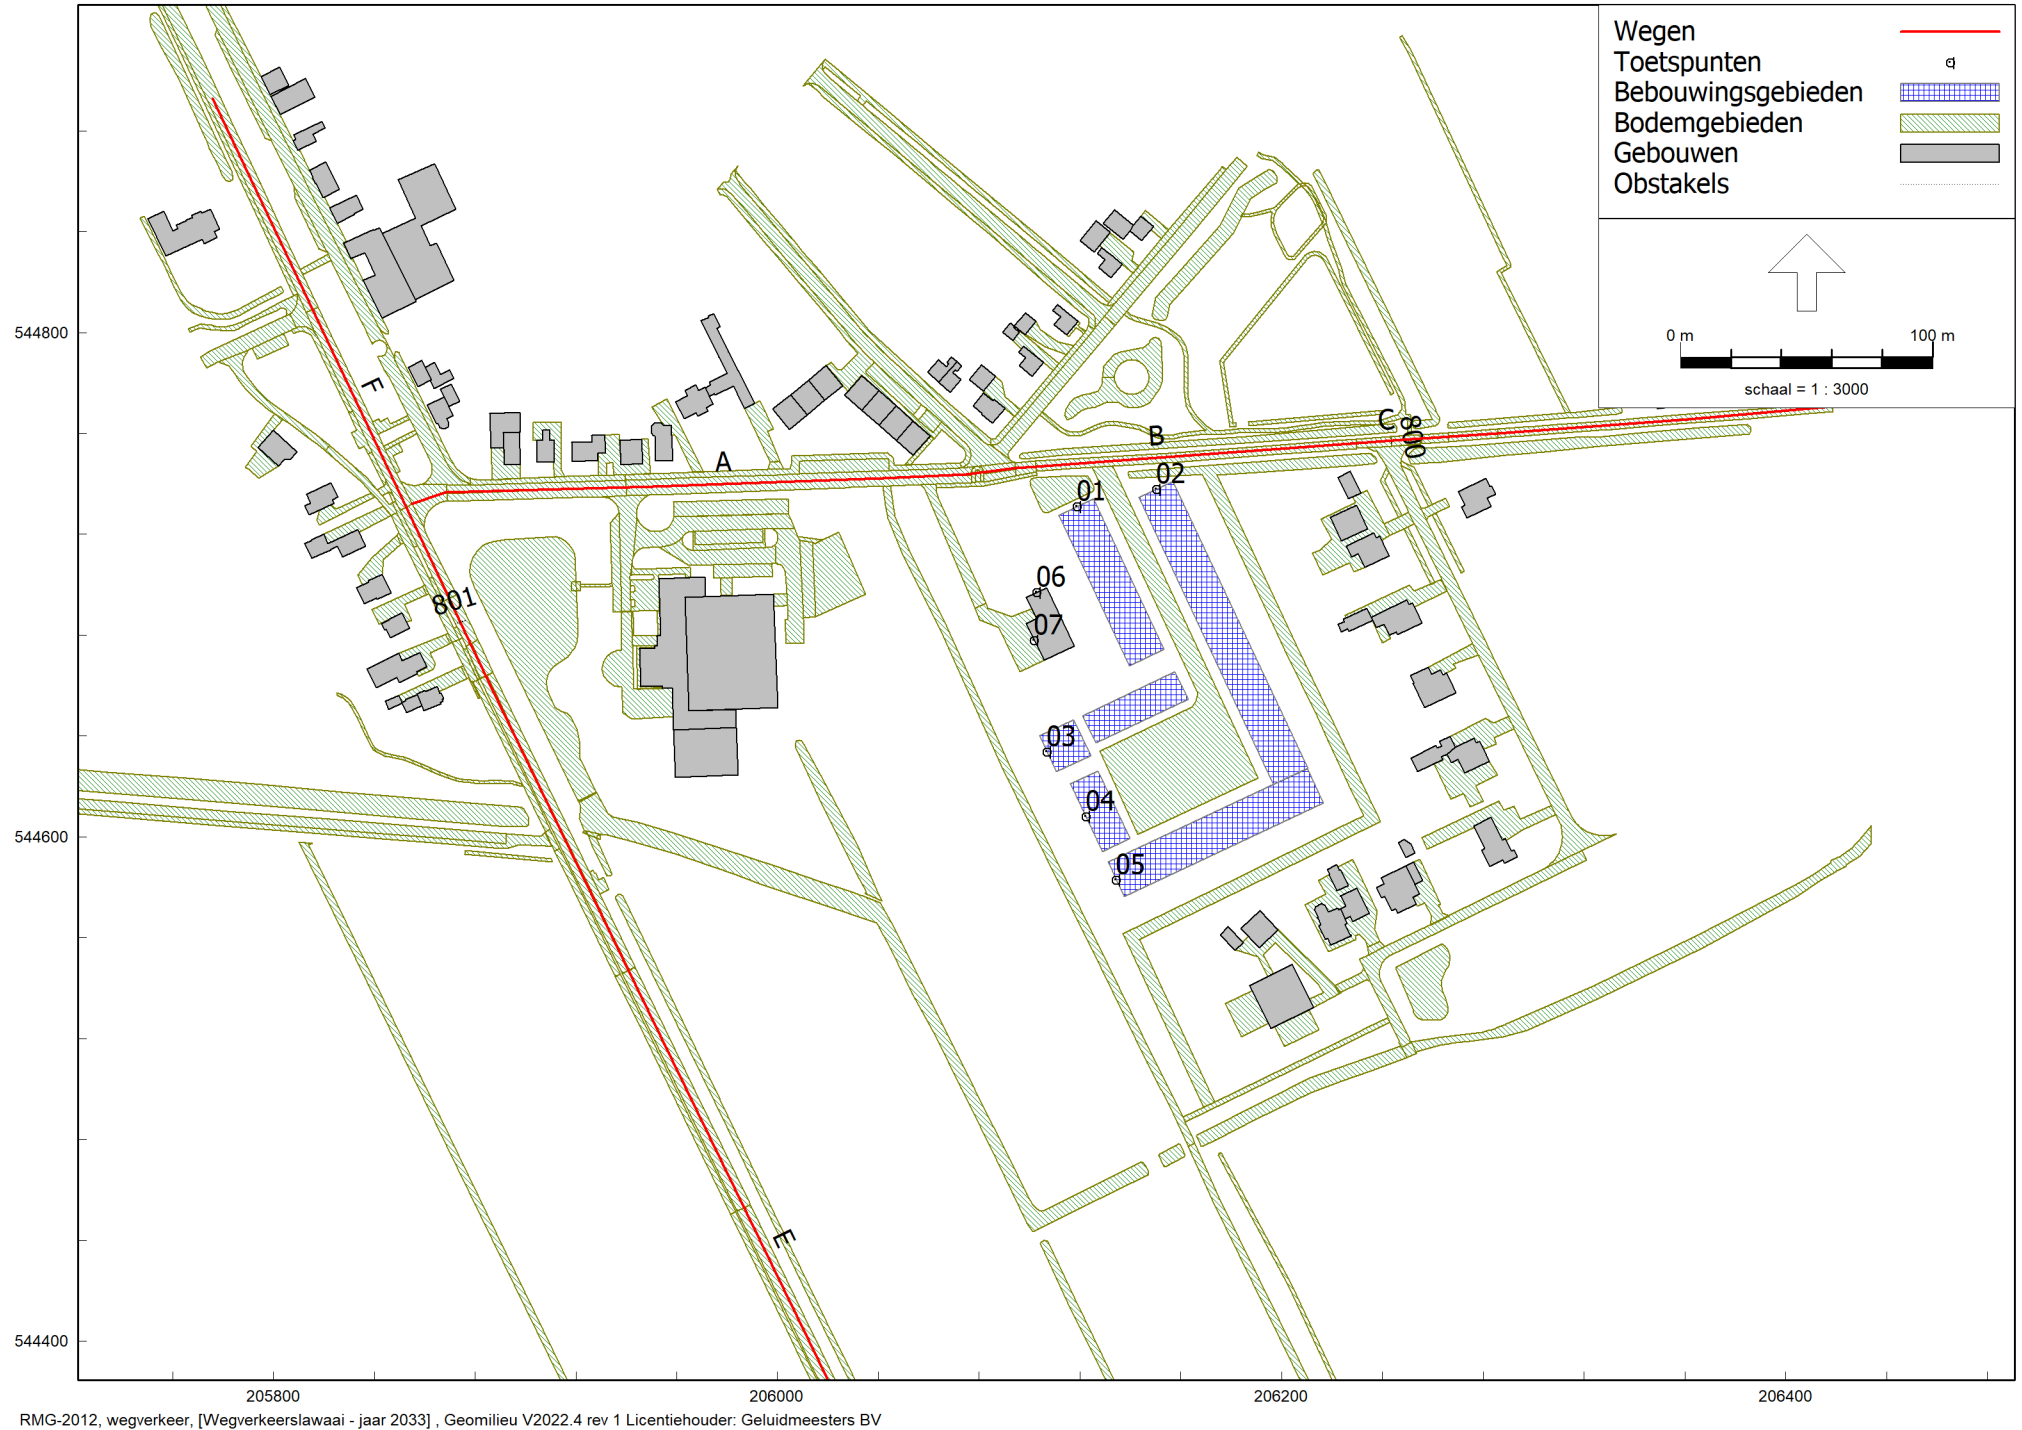 Wegen
Toetspunten
Bebouwingsgebieden
Bodemgebieden
Gebouwen
Obstakels
0 m 100 m
schaal = 1 : 3000
544800
544600
544400
F
A
B
C
800
801
01
02
06
07
03
04
05
E
205800 206000 206200 206400
RMG-2012, wegverkeer, [Wegverkeerslawaai - jaar 2033] , Geomilieu V2022.4 rev 1 Licentiehouder: Geluidmeesters BV